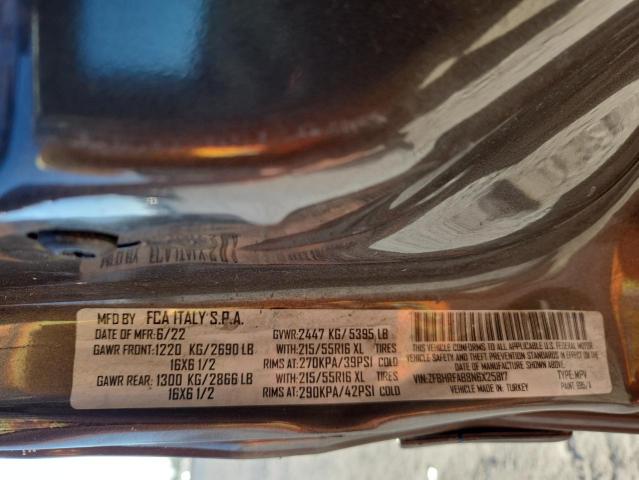 MFD BY FCA ITALY S.P.A.
DATE OF MFR:6/22 GVWR:2447 KG/5395 LB
GAWR FRONT:1220 KG/2690 LB WITH:215/55R16 XL TIRES
16X6 1/2 RIMS AT:270KPA/39PSI COLD
GAWR REAR:1300 KG/2866 LB WITH:215/55R16 XL TIRES
16X6 1/2 RIMS AT:290KPA/42PSI COLD
THIS VEHICLE CONFORMS TO ALL APPLICABLE U.S.FEDERAL MOTOR
VEHICLE SAFETY, BUMPER, AND THEFT PREVENTION STANDARDS IN EFFECT
ON THE DATE OF MANUFACTURE SHOWN ABOVE.
VIN:ZFBHRFAB8N6X25817 TYPE:MPV
VEHICLE MADE IN: TURKEY PAINT: